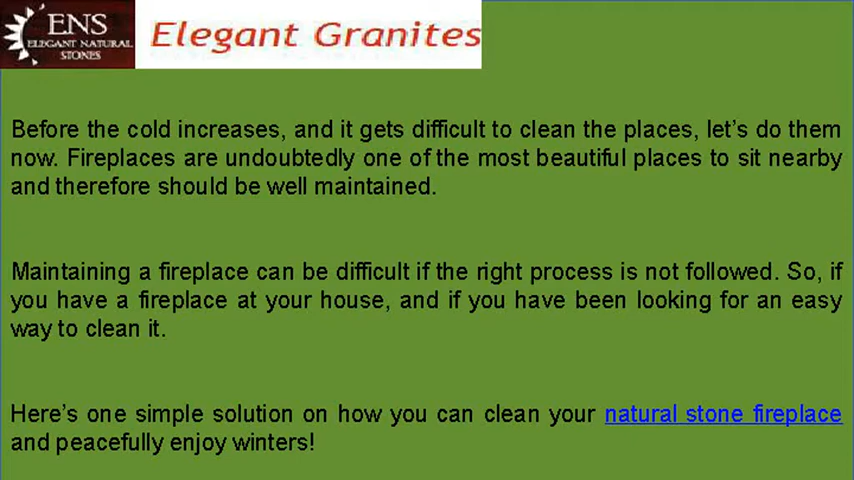 ENS
ELEGANT NATURAL
STONES
Elegant Granites
Before the cold increases, and it gets difficult to clean the places, let’s do them
now. Fireplaces are undoubtedly one of the most beautiful places to sit nearby
and therefore should be well maintained.
Maintaining a fireplace can be difficult if the right process is not followed. So, if
you have a fireplace at your house, and if you have been looking for an easy
way to clean it.
Here’s one simple solution on how you can clean your natural stone fireplace
and peacefully enjoy winters!